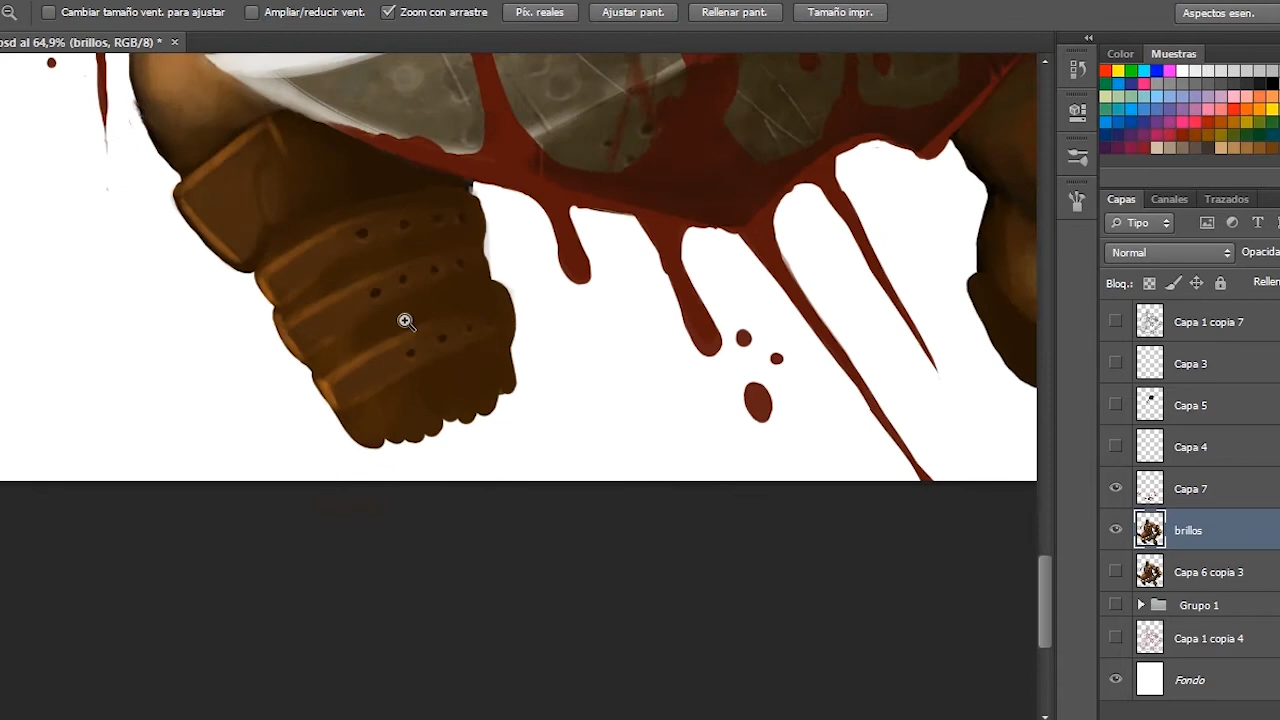 Cambiar tamaño vent. para ajustar Ampliar/reducir vent. Zoom con arrastre Píx. reales Ajustar pant. Rellenar pant. Tamaño impr. Aspectos esen.
osd al 64,9% (brillos, RGB/8) * ×
Color Muestras
Capas Canales Trazados
Tipo
Normal Opacida
Bloq.: Reller
Capa 1 copia 7
Capa 3
Capa 5
Capa 4
Capa 7
brillos
Capa 6 copia 3
Grupo 1
Capa 1 copia 4
Fondo